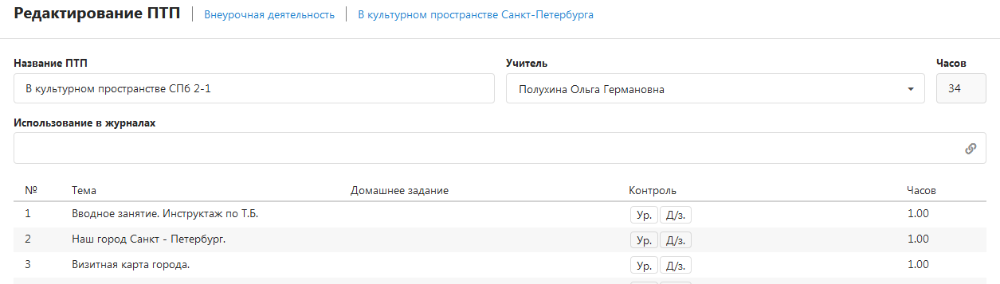 Редактирование ПТП | Внеурочная деятельность | В культурном пространстве Санкт-Петербурга
Название ПТП Учитель Часов
В культурном пространстве СПб 2-1 Полухина Ольга Германовна 34
Использование в журналах
№ Тема Домашнее задание Контроль Часов
1 Вводное занятие. Инструктаж по Т.Б. Ур. Д/з. 1.00
2 Наш город Санкт - Петербург. Ур. Д/з. 1.00
3 Визитная карта города. Ур. Д/з. 1.00